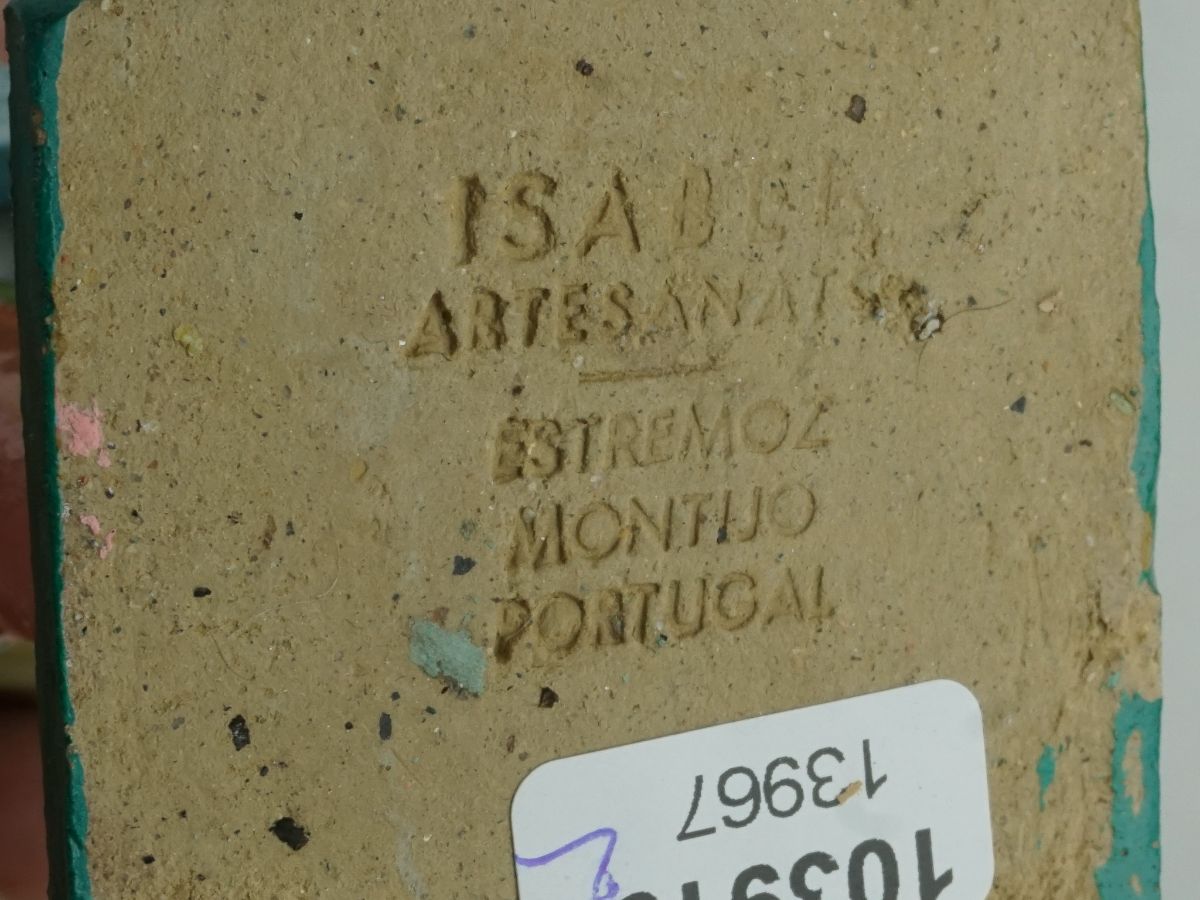 ISABEL
ARTESANATO
ESTREMOZ
MONTIJO
PORTUGAL
13967